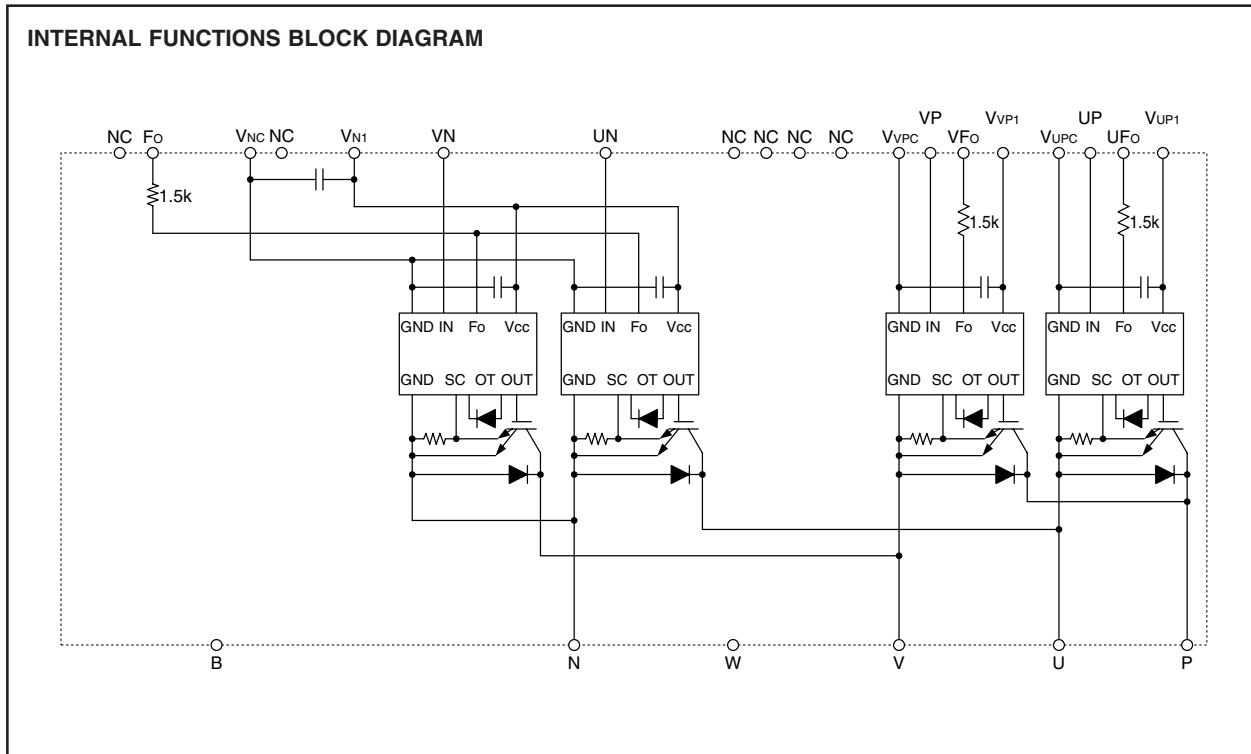 INTERNAL FUNCTIONS BLOCK DIAGRAM
VP VVP1 UP VUP1
NC FO VNC NC VN1 VN UN NC NC NC NC VVPC VFO VUPC UFO
1.5k 1.5k 1.5k
GND IN FO VCC GND IN FO VCC GND IN FO VCC GND IN FO VCC
GND SC OT OUT GND SC OT OUT GND SC OT OUT GND SC OT OUT
B N W V U P